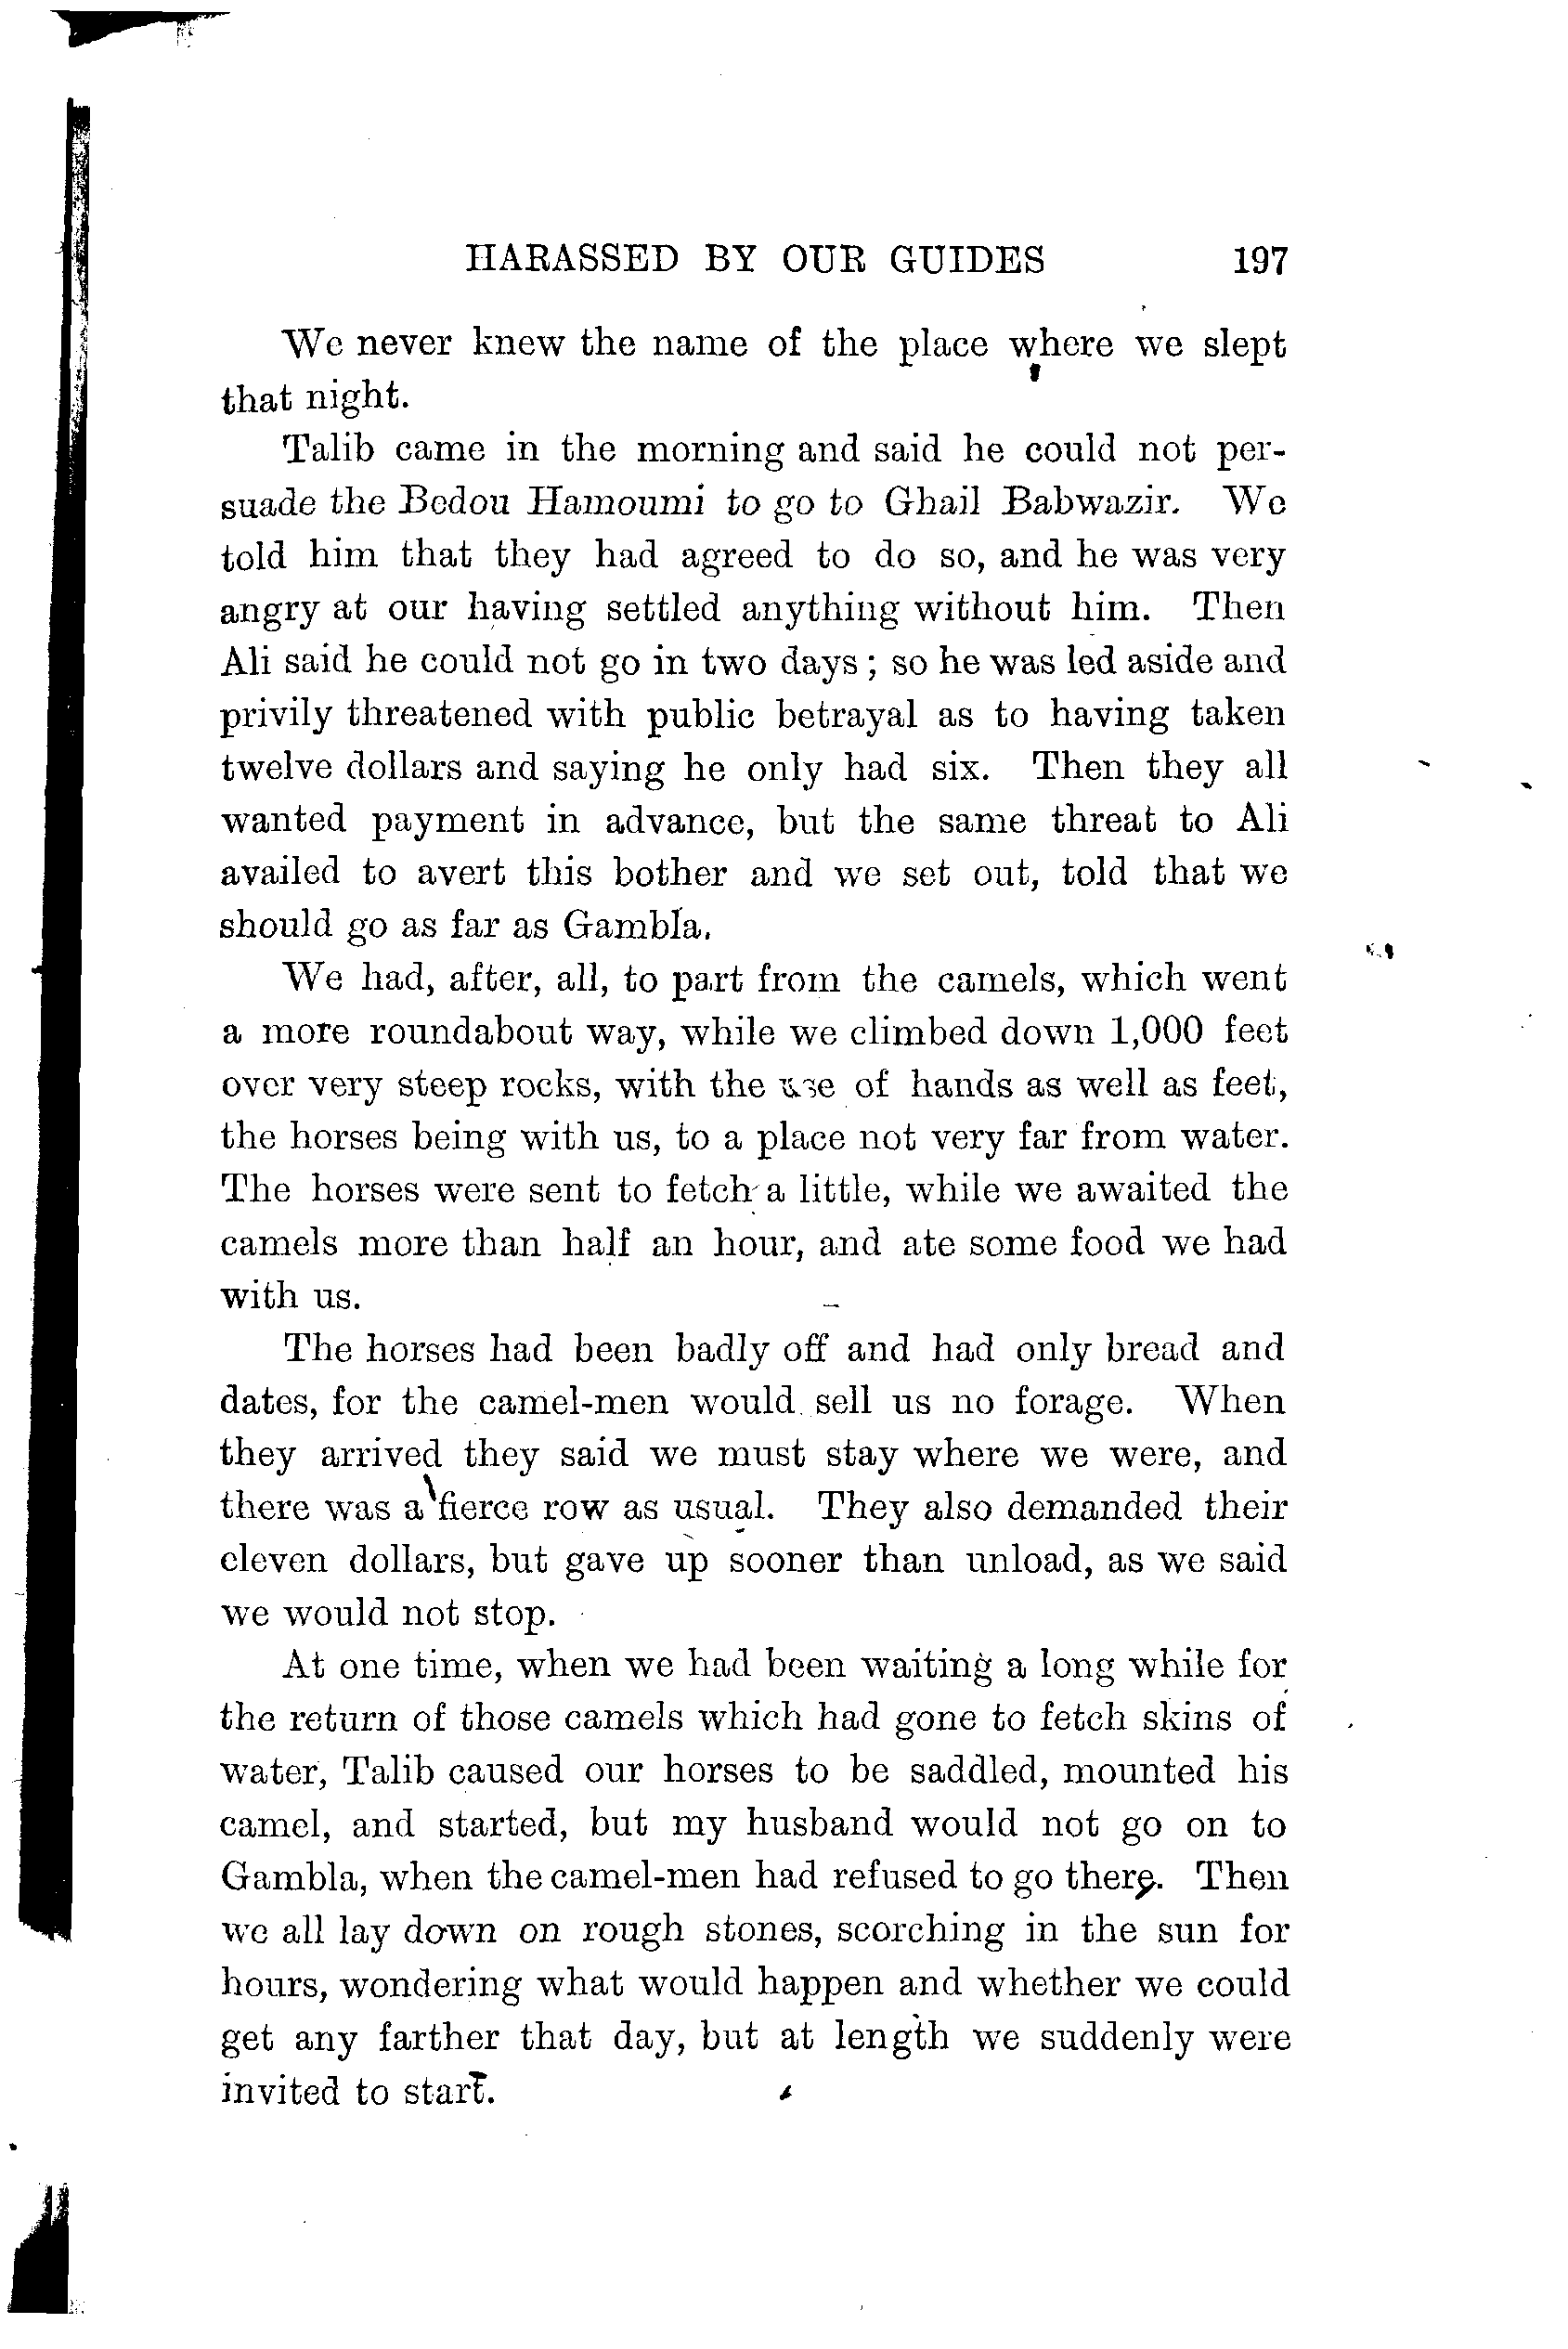 HARASSED BY OUR GUIDES 197
We never knew the name of the place where we slept
that night.
Talib came in the morning and said he could not per-
suade the Bedou Hamoumi to go to Ghail Babwazir. We
told him that they had agreed to do so, and he was very
angry at our having settled anything without him. Then
Ali said he could not go in two days ; so he was led aside and
privily threatened with public betrayal as to having taken
twelve dollars and saying he only had six. Then they all
wanted payment in advance, but the same threat to Ali
availed to avert this bother and we set out, told that we
should go as far as Gambla.
We had, after, all, to part from the camels, which went
a more roundabout way, while we climbed down 1,000 feet
over very steep rocks, with the use of hands as well as feet,
the horses being with us, to a place not very far from water.
The horses were sent to fetch a little, while we awaited the
camels more than half an hour, and ate some food we had
with us.
The horses had been badly off and had only bread and
dates, for the camel-men would sell us no forage. When
they arrived they said we must stay where we were, and
there was a fierce row as usual. They also demanded their
eleven dollars, but gave up sooner than unload, as we said
we would not stop.
At one time, when we had been waiting a long while for
the return of those camels which had gone to fetch skins of
water, Talib caused our horses to be saddled, mounted his
camel, and started, but my husband would not go on to
Gambla, when the camel-men had refused to go there. Then
we all lay down on rough stones, scorching in the sun for
hours, wondering what would happen and whether we could
get any farther that day, but at length we suddenly were
invited to start.